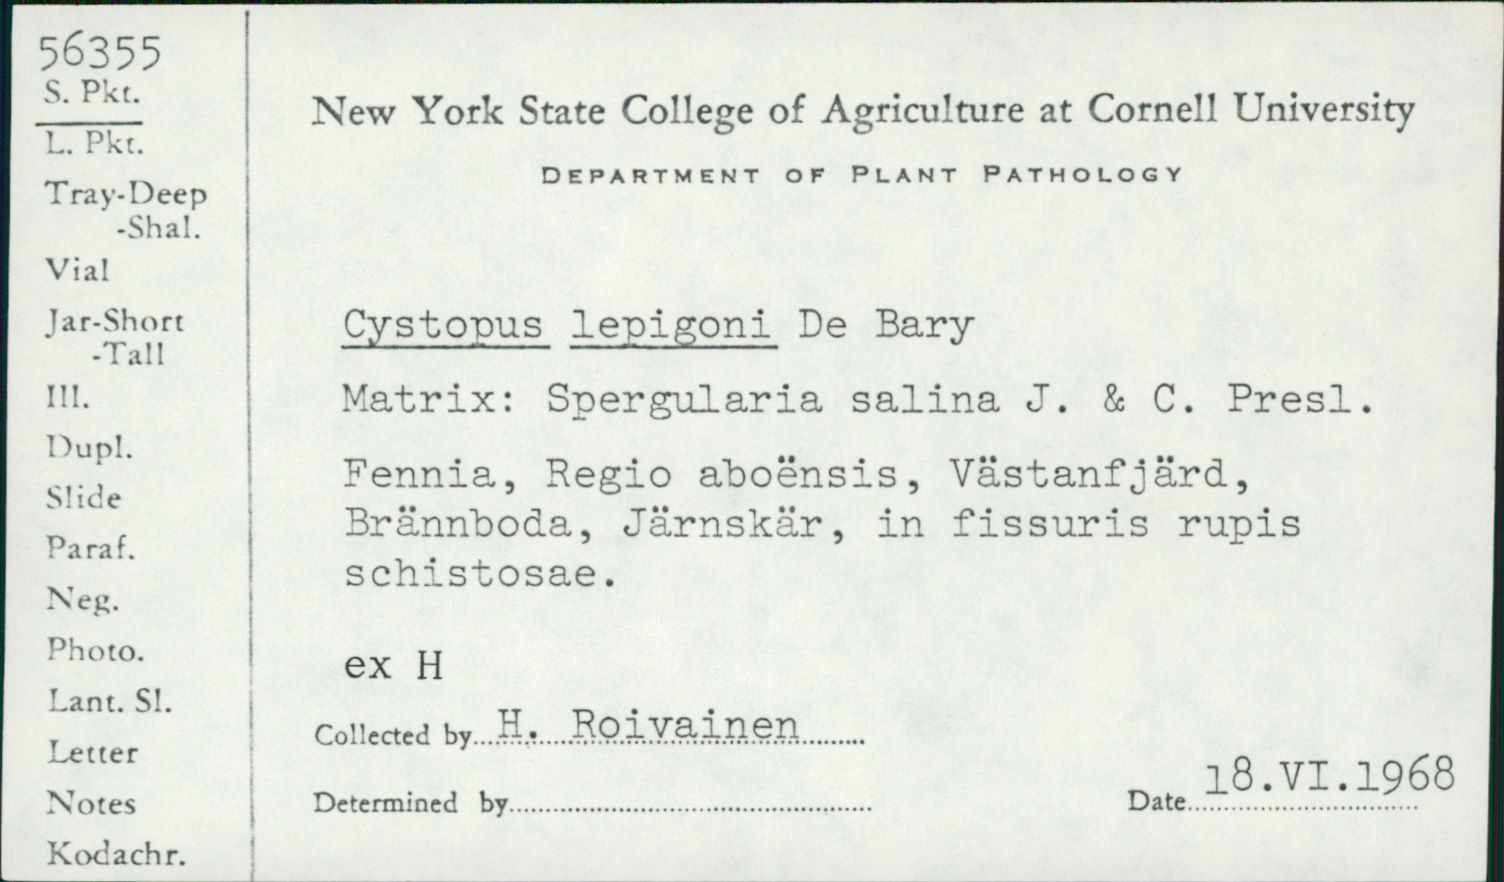 56355
S. Pkt.
L. Pkt.
Tray-Deep
-Shal.
Vial
Jar-Short
-Tall
Ill.
Dupl.
Slide
Paraf.
Neg.
Photo.
Lant. Sl.
Letter
Notes
Kodachr.
New York State College of Agriculture at Cornell University
DEPARTMENT OF PLANT PATHOLOGY
Cystopus lepigoni De Bary
Matrix: Spergularia salina J. & C. Presl.
Fennia, Regio aboënsis, Västanfjärd,
Brännboda, Järnskär, in fissuris rupis
schistosae.
ex H
Collected by H. Roivainen
Determined by
Date 18.VI.1968